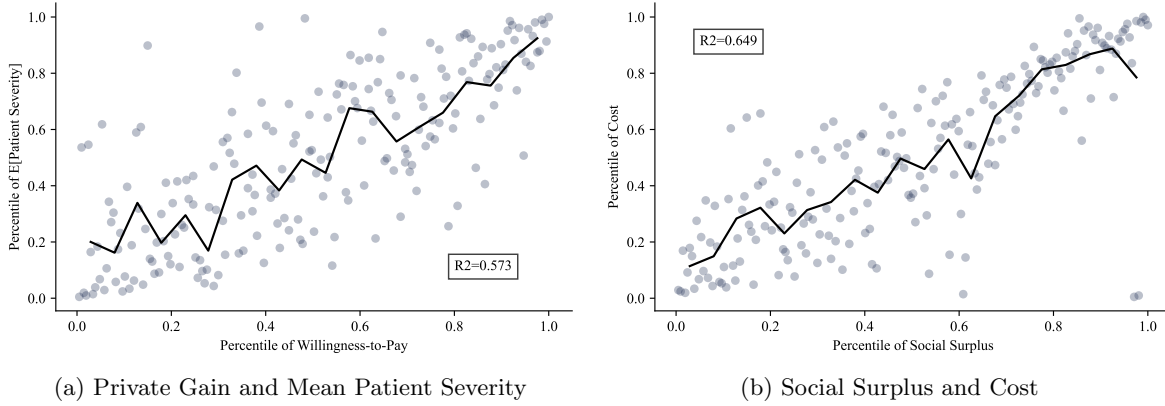 Percentile of E[Patient Severity]
1.0
0.8
0.6
0.4
0.2
0.0
R2=0.573
0.0 0.2 0.4 0.6 0.8 1.0
Percentile of Willingness-to-Pay
(a) Private Gain and Mean Patient Severity
Percentile of Cost
1.0
0.8
0.6
0.4
0.2
0.0
R2=0.649
0.0 0.2 0.4 0.6 0.8 1.0
Percentile of Social Surplus
(b) Social Surplus and Cost